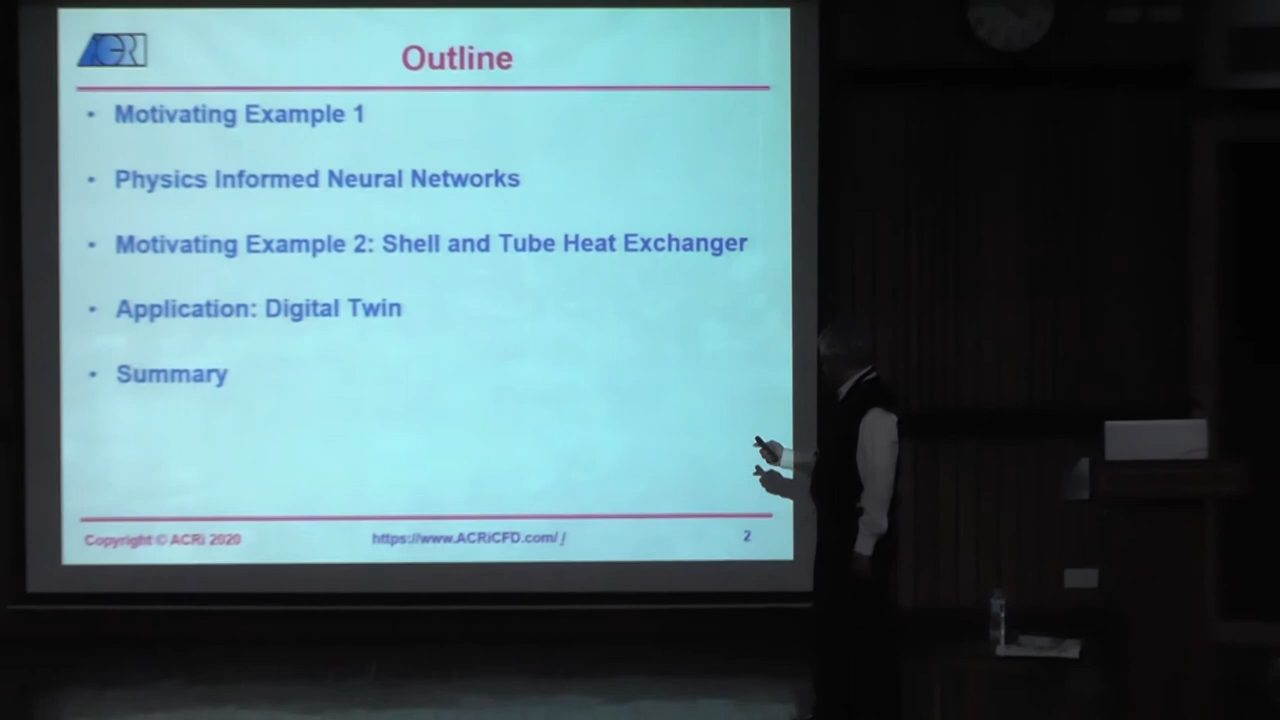 ACRi
Outline
• Motivating Example 1
• Physics Informed Neural Networks
• Motivating Example 2: Shell and Tube Heat Exchanger
• Application: Digital Twin
• Summary
Copyright © ACRi 2020 https://www.ACRiCFD.com/ / 2